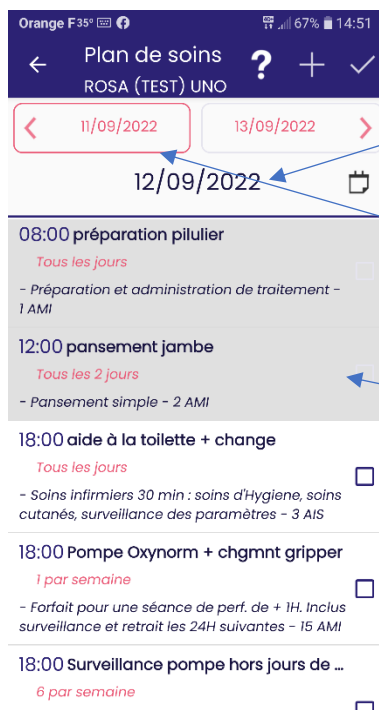 Orange F 35° 67% 14:51
Plan de soins ?
ROSA (TEST) UNO
11/09/2022 13/09/2022
12/09/2022
08:00 préparation pilulier
Tous les jours
- Préparation et administration de traitement -
1 AMI
12:00 pansement jambe
Tous les 2 jours
- Pansement simple - 2 AMI
18:00 aide à la toilette + change
Tous les jours
- Soins infirmiers 30 min : soins d'Hygiene, soins
cutanés, surveillance des paramètres - 3 AIS
18:00 Pompe Oxynorm + chgmnt gripper
1 par semaine
- Forfait pour une séance de perf. de + 1H. Inclus
surveillance et retrait les 24H suivantes - 15 AMI
18:00 Surveillance pompe hors jours de ...
6 par semaine